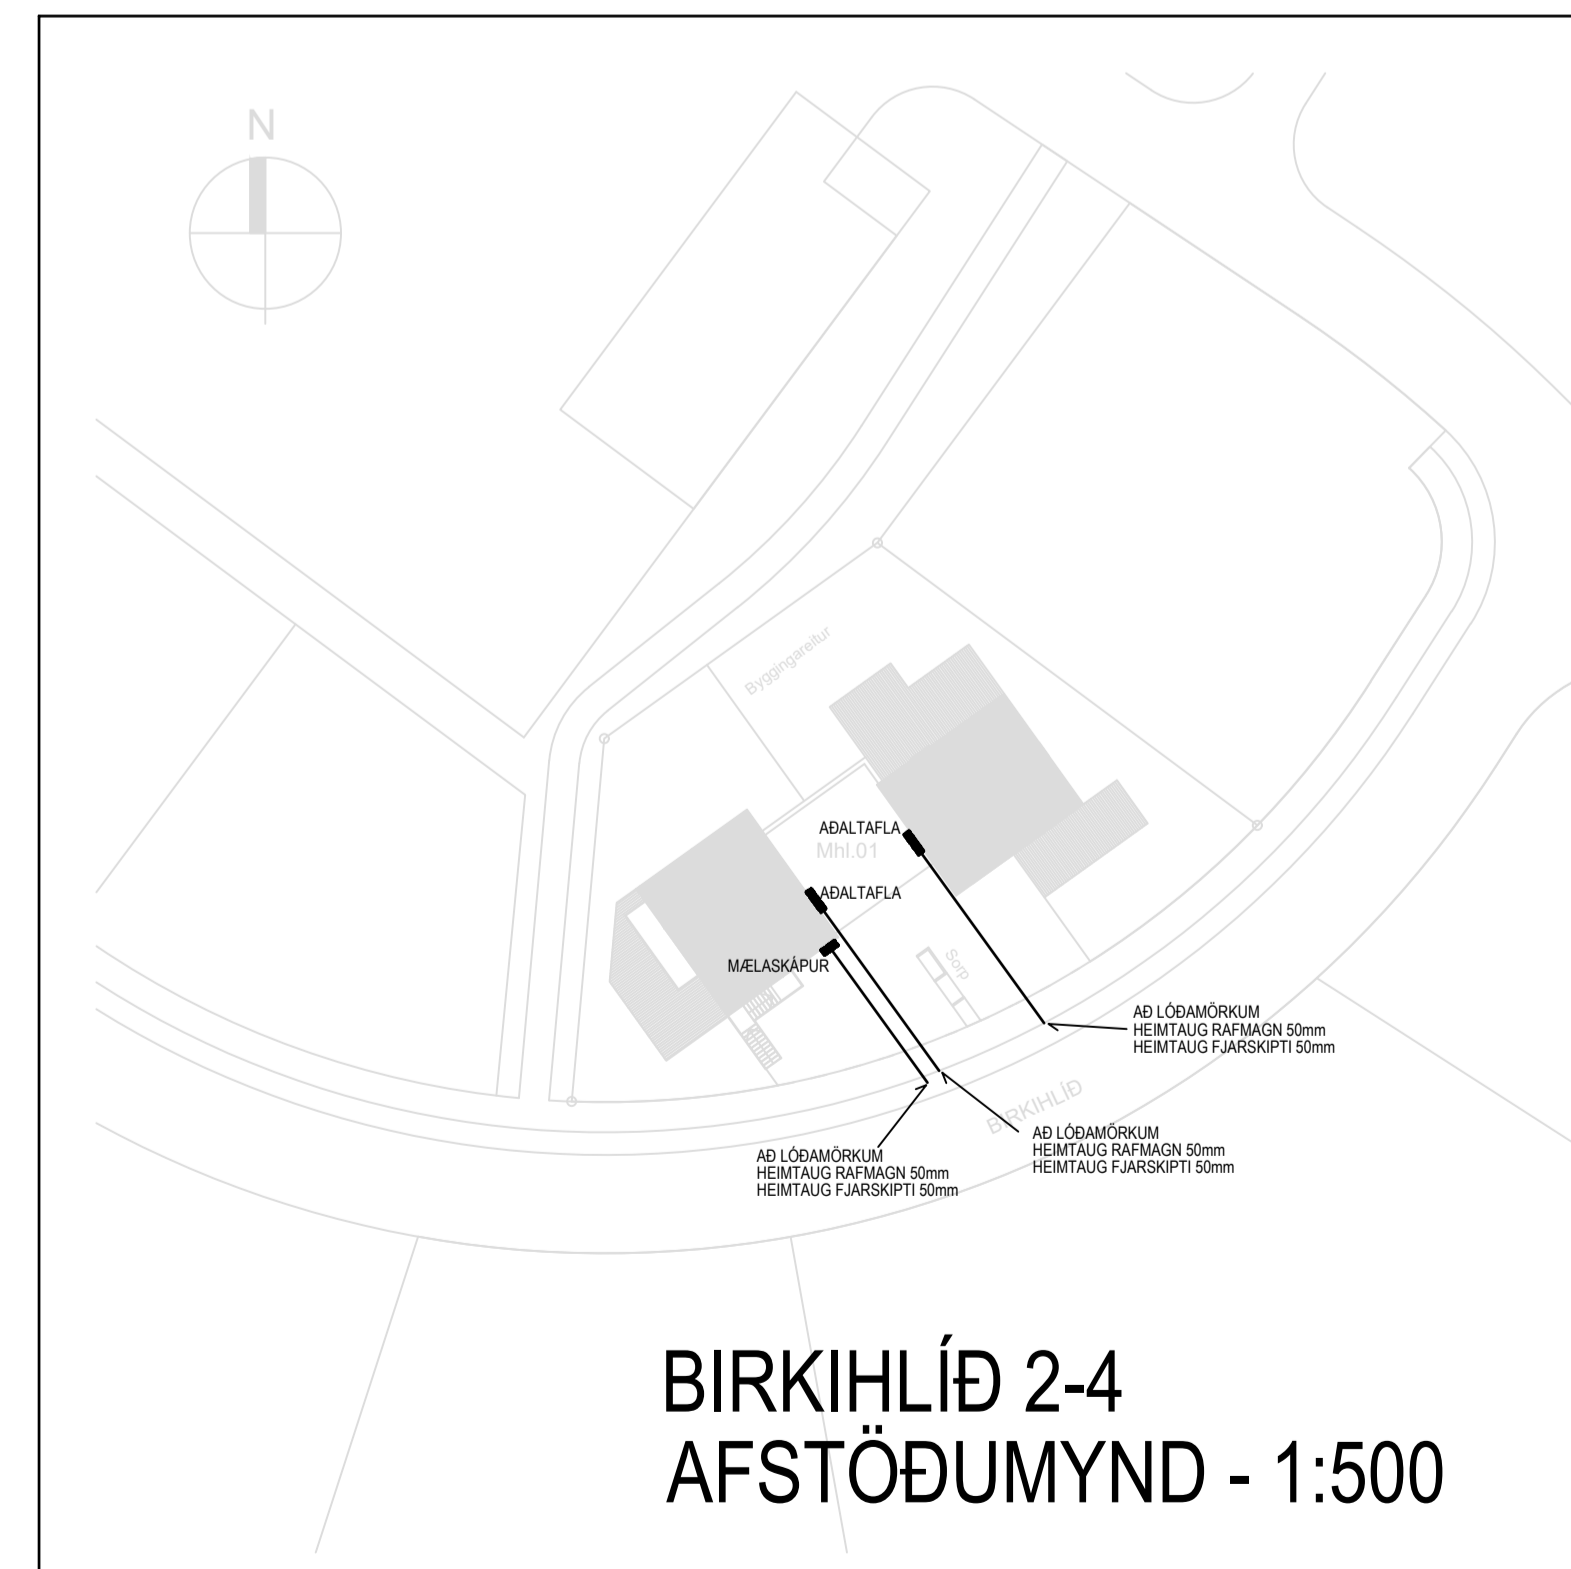 N
Byggingareitur
AÐALTAFLA
Mhl.01
AÐALTAFLA
MÆLASKÁPUR
Sorp
AÐ LÓÐAMÖRKUM
HEIMTAUG RAFMAGN 50mm
HEIMTAUG FJARSKIPTI 50mm
BIRKIHLÍÐ
AÐ LÓÐAMÖRKUM
HEIMTAUG RAFMAGN 50mm
HEIMTAUG FJARSKIPTI 50mm
AÐ LÓÐAMÖRKUM
HEIMTAUG RAFMAGN 50mm
HEIMTAUG FJARSKIPTI 50mm
BIRKIHLÍÐ 2-4
AFSTÖÐUMYND - 1:500